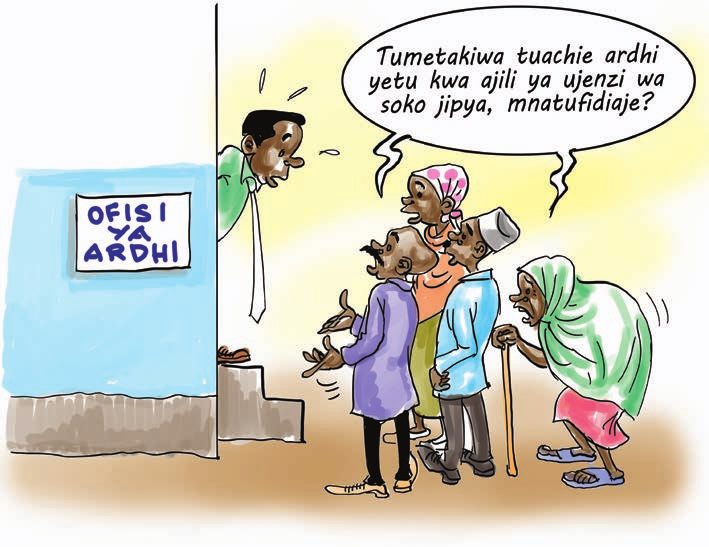 Tumetakiwa tuachie ardhi
yetu kwa ajili ya ujenzi wa
soko jipya, mnatufidiaje?
OFISI
YA
ARDHI